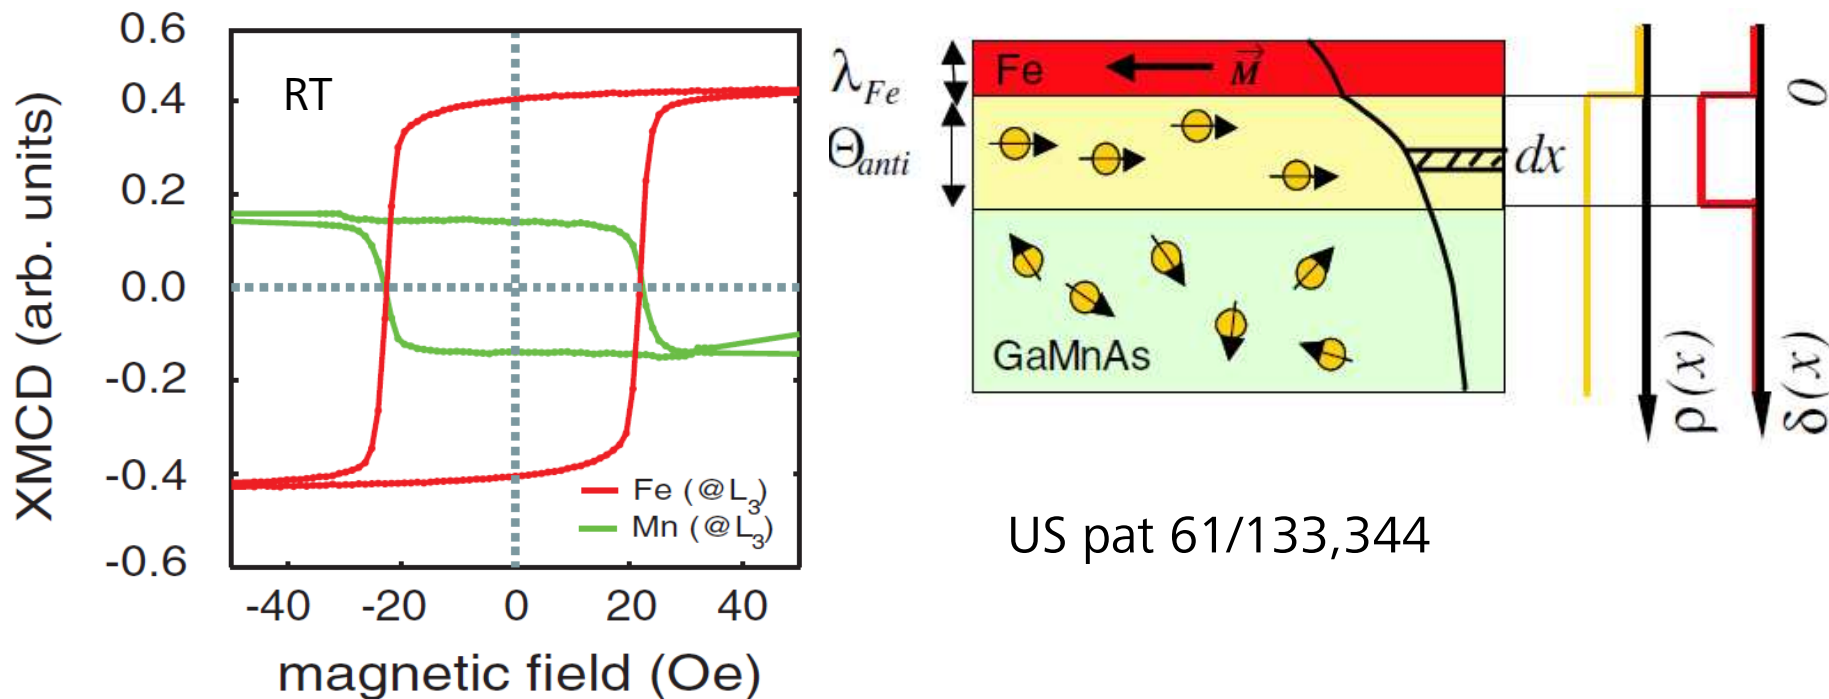 0.6
0.4
0.2
0.0
-0.2
-0.4
-0.6
XMCD (arb. units)
RT
Fe (@L3)
Mn (@L3)
-40 -20 0 20 40
magnetic field (Oe)
λFe
Θanti
Fe
M
dx
GaMnAs
0
ρ(x)
δ(x)
US pat 61/133,344